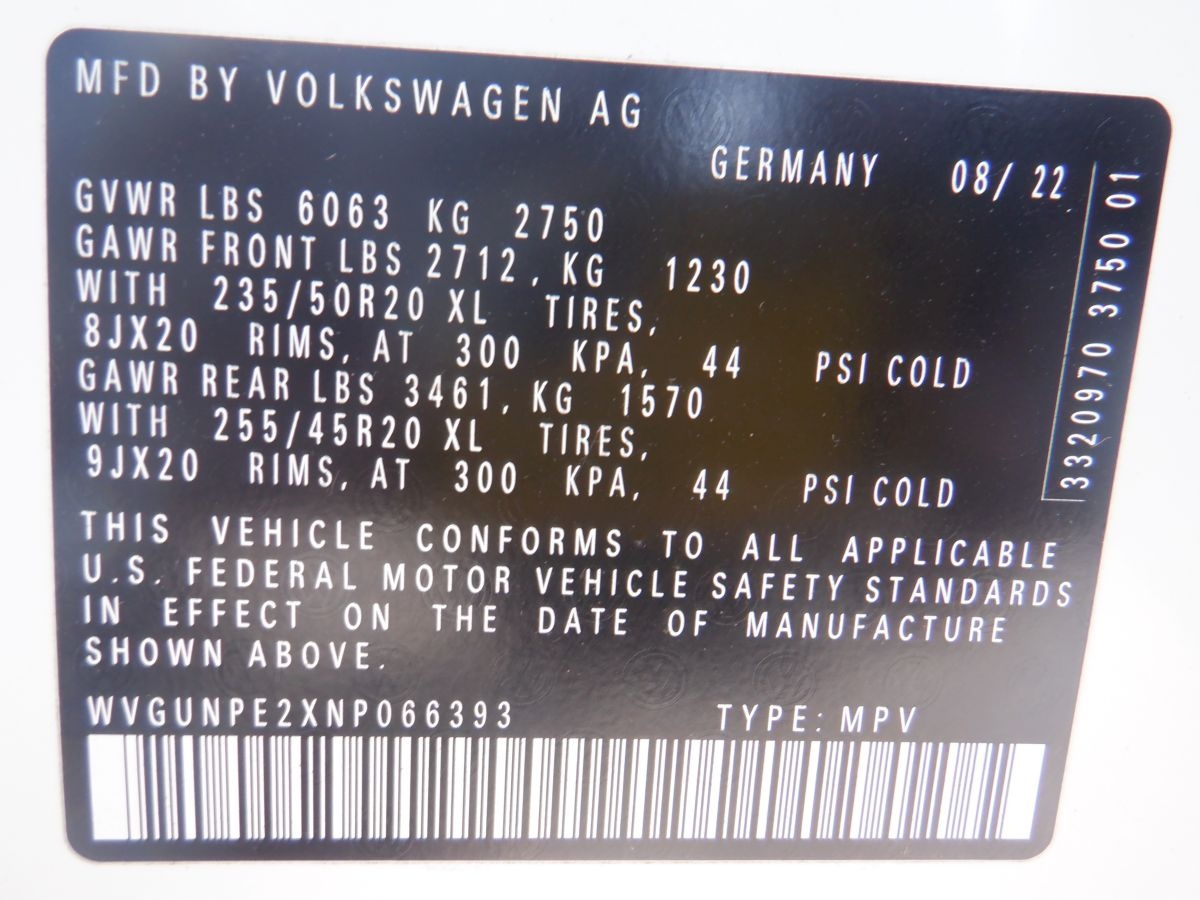 MFD BY VOLKSWAGEN AG
GERMANY 08/ 22
GVWR LBS 6063 KG 2750
GAWR FRONT LBS 2712, KG 1230
WITH 235/50R20 XL TIRES,
8JX20 RIMS, AT 300 KPA, 44 PSI COLD
GAWR REAR LBS 3461, KG 1570
WITH 255/45R20 XL TIRES,
9JX20 RIMS, AT 300 KPA, 44 PSI COLD
THIS VEHICLE CONFORMS TO ALL APPLICABLE
U.S. FEDERAL MOTOR VEHICLE SAFETY STANDARDS
IN EFFECT ON THE DATE OF MANUFACTURE
SHOWN ABOVE.
WVGUNPE2XNP066393 TYPE: MPV
3320970 3750 01